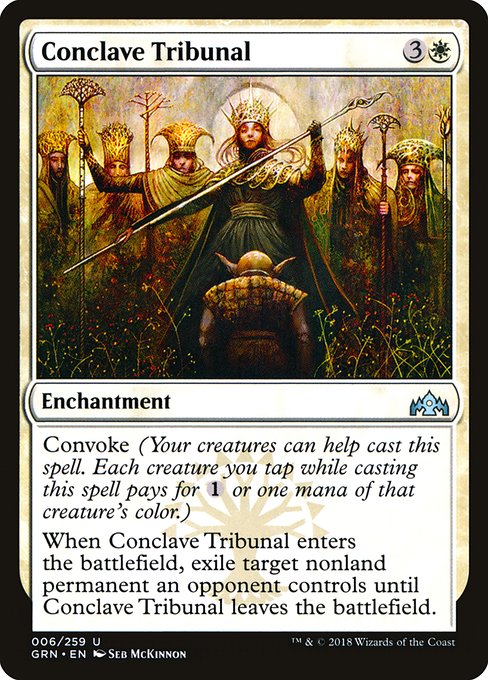 Conclave Tribunal 3
Enchantment
Convoke (Your creatures can help cast this
spell. Each creature you tap while casting
this spell pays for 1 or one mana of that
creature's color.)
When Conclave Tribunal enters
the battlefield, exile target nonland
permanent an opponent controls until
Conclave Tribunal leaves the battlefield.
006/259 U
GRN • EN Seb McKinnon
™ & © 2018 Wizards of the Coast